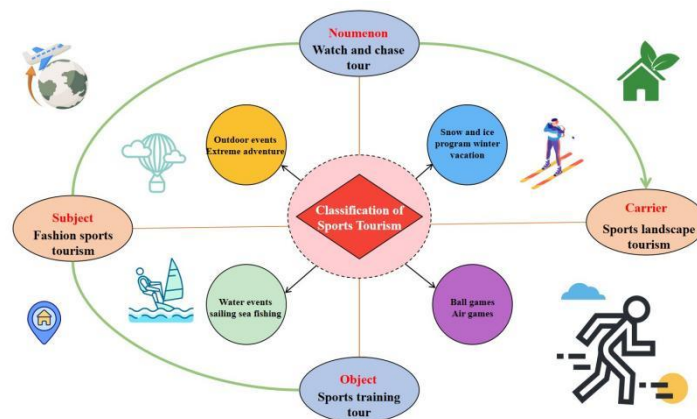 Noumenon
Watch and chase
tour
Outdoor events
Extreme adventure
Snow and ice
program winter
vacation
Subject
Fashion sports
tourism
Classification of
Sports Tourism
Carrier
Sports landscape
tourism
Water events
sailing sea fishing
Ball games
Air games
Object
Sports training
tour